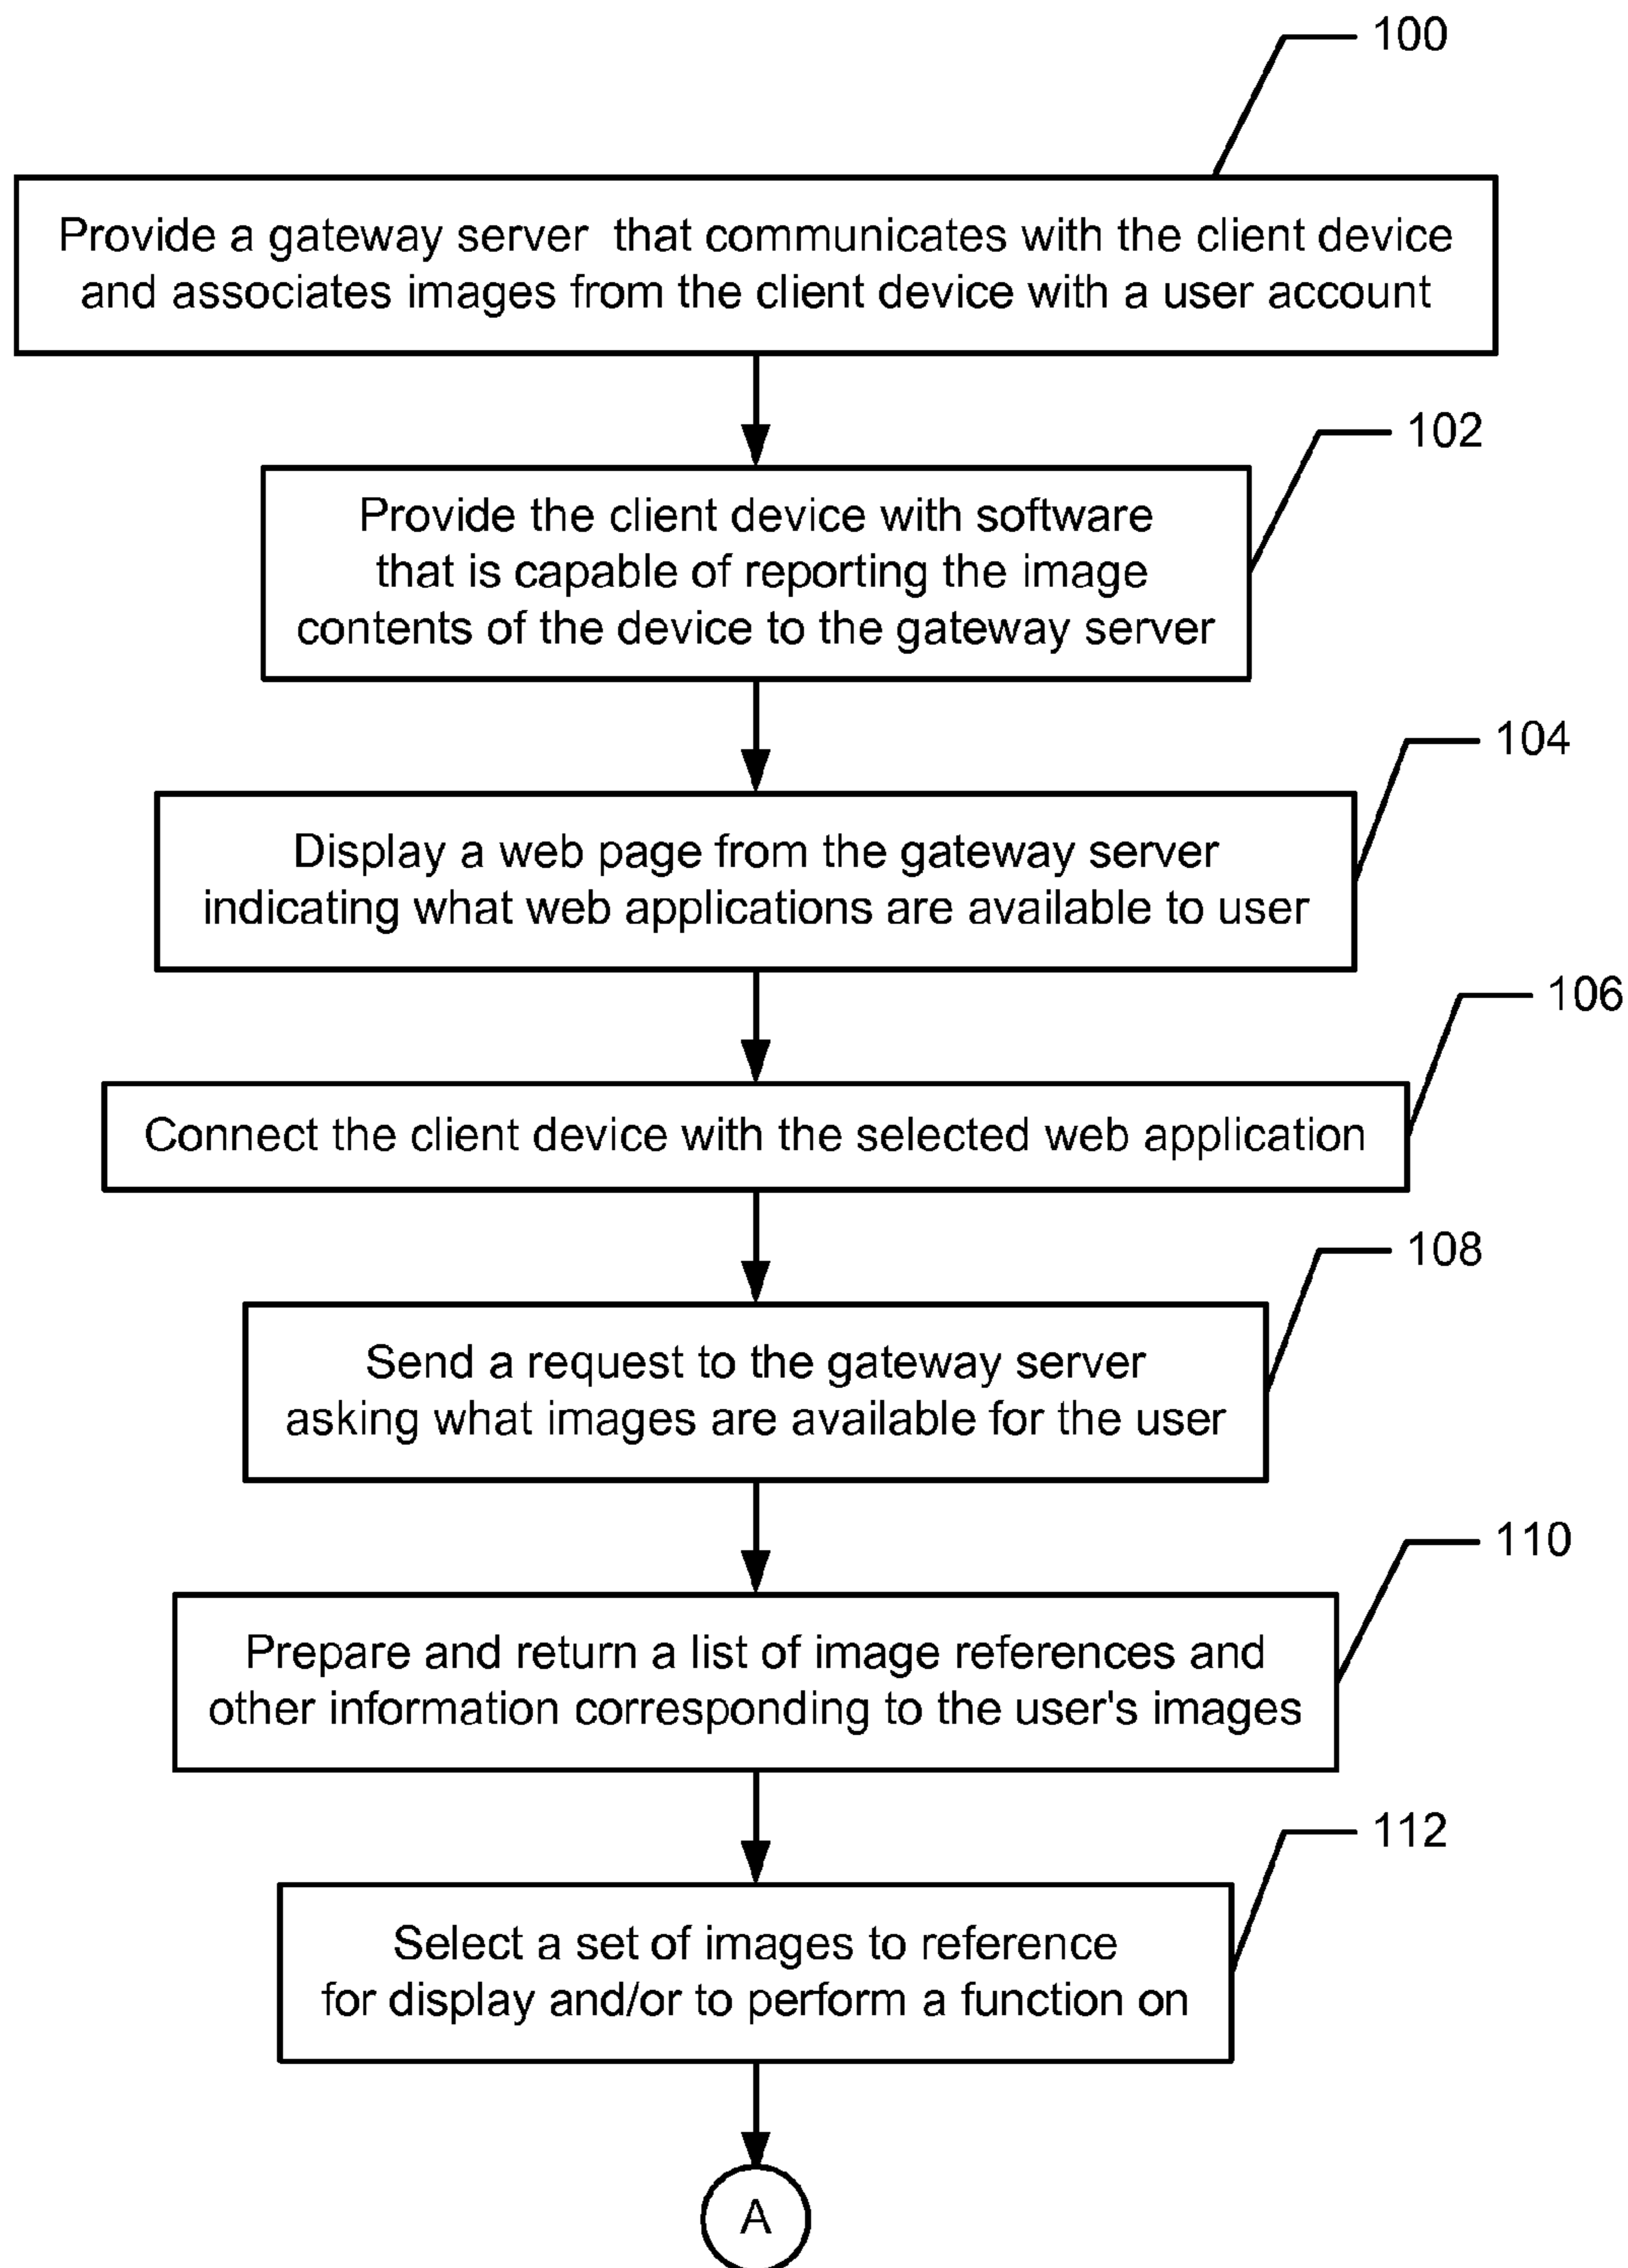 100
Provide a gateway server that communicates with the client device
and associates images from the client device with a user account
102
Provide the client device with software
that is capable of reporting the image
contents of the device to the gateway server
104
Display a web page from the gateway server
indicating what web applications are available to user
106
Connect the client device with the selected web application
108
Send a request to the gateway server
asking what images are available for the user
110
Prepare and return a list of image references and
other information corresponding to the user's images
112
Select a set of images to reference
for display and/or to perform a function on
A